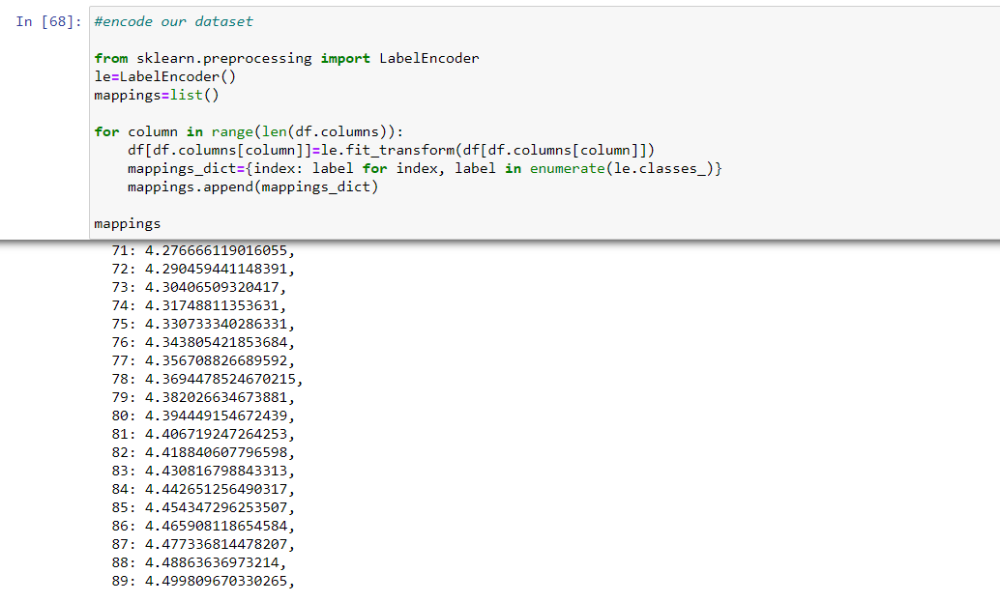 In [68]: #encode our dataset
from sklearn.preprocessing import LabelEncoder
le=LabelEncoder()
mappings=list()
for column in range(len(df.columns)):
    df[df.columns[column]]=le.fit_transform(df[df.columns[column]])
    mappings_dict={index: label for index, label in enumerate(le.classes_)}
    mappings.append(mappings_dict)
mappings
71: 4.276666119016055,
72: 4.290459441148391,
73: 4.30406509320417,
74: 4.31748811353631,
75: 4.330733340286331,
76: 4.343805421853684,
77: 4.356708826689592,
78: 4.3694478524670215,
79: 4.382026634673881,
80: 4.394449154672439,
81: 4.406719247264253,
82: 4.418840607796598,
83: 4.430816798843313,
84: 4.442651256490317,
85: 4.454347296253507,
86: 4.465908118654584,
87: 4.477336814478207,
88: 4.48863636973214,
89: 4.499809670330265,